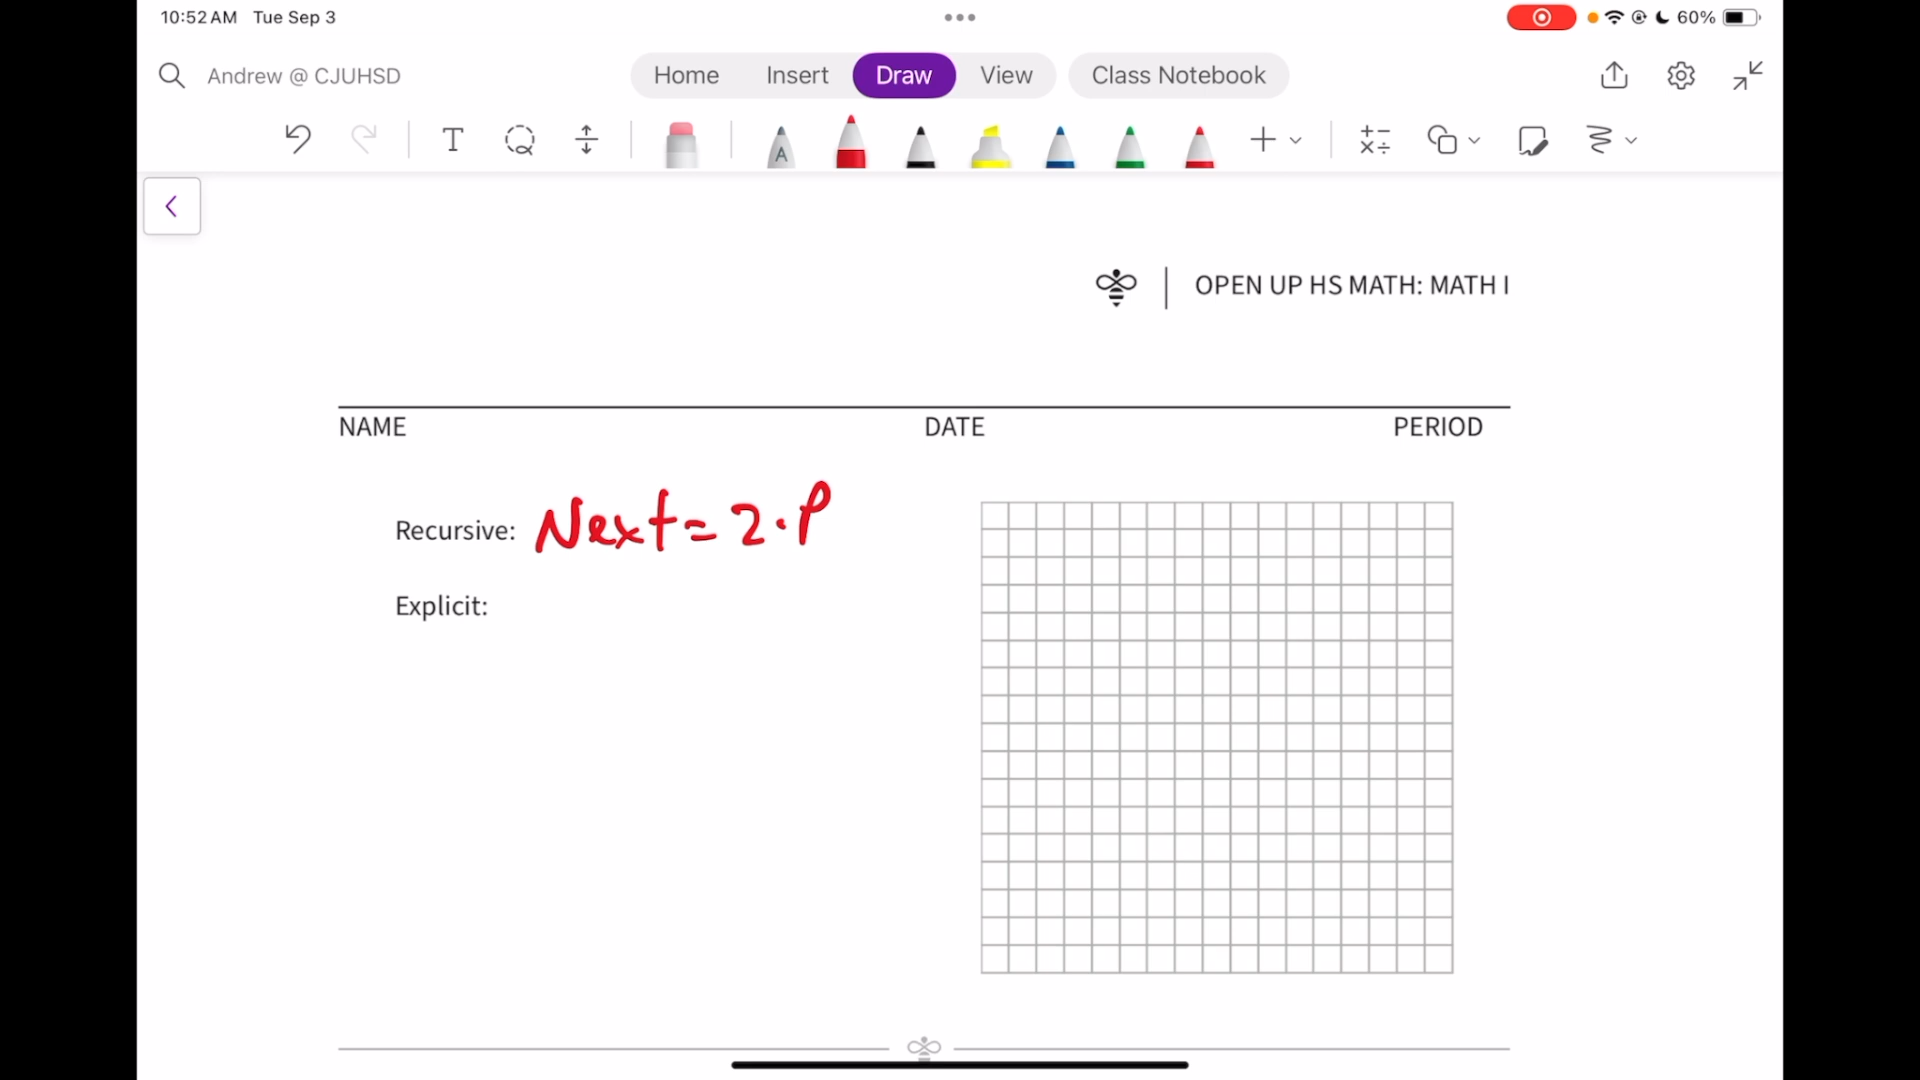 10:52 AM Tue Sep 3
60%
Andrew @ CJUHSD
Home Insert Draw View Class Notebook
T
A
OPEN UP HS MATH: MATH I
NAME DATE PERIOD
Recursive: Next = 2 · P
Explicit: